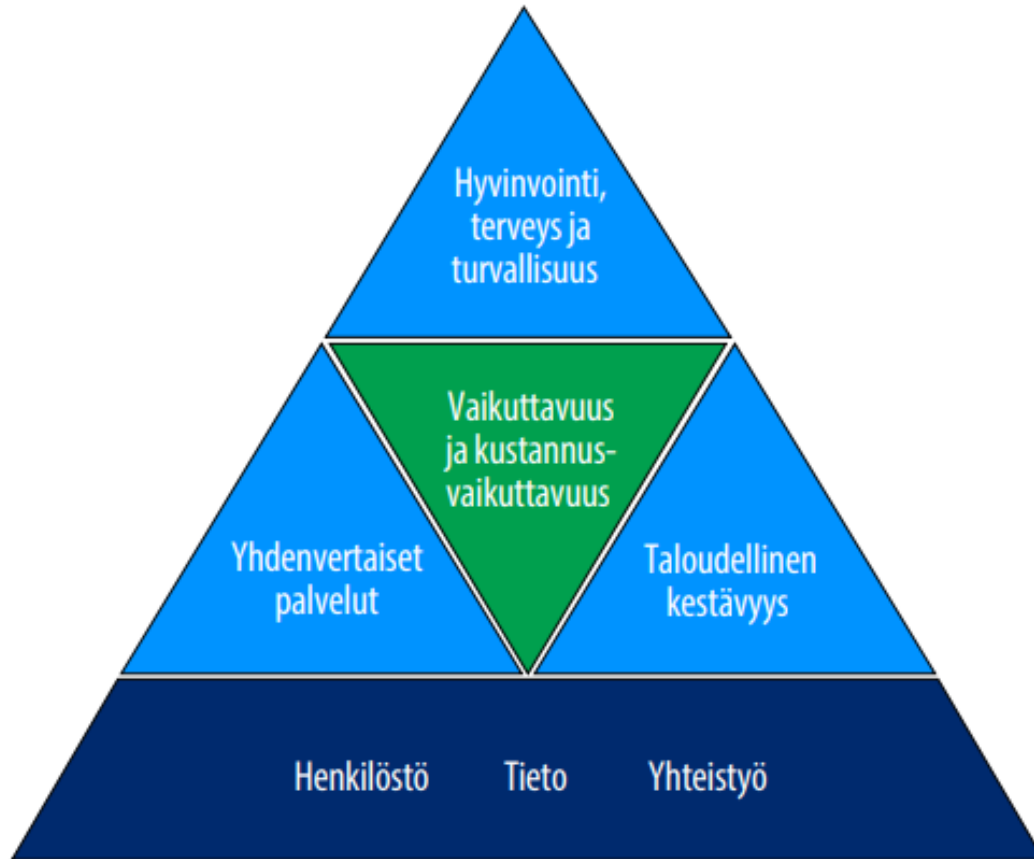 Hyvinvointi,
terveys ja
turvallisuus
Vaikuttavuus
ja kustannus-
vaikuttavuus
Yhdenvertaiset
palvelut
Taloudellinen
kestävyys
Henkilöstö Tieto Yhteistyö